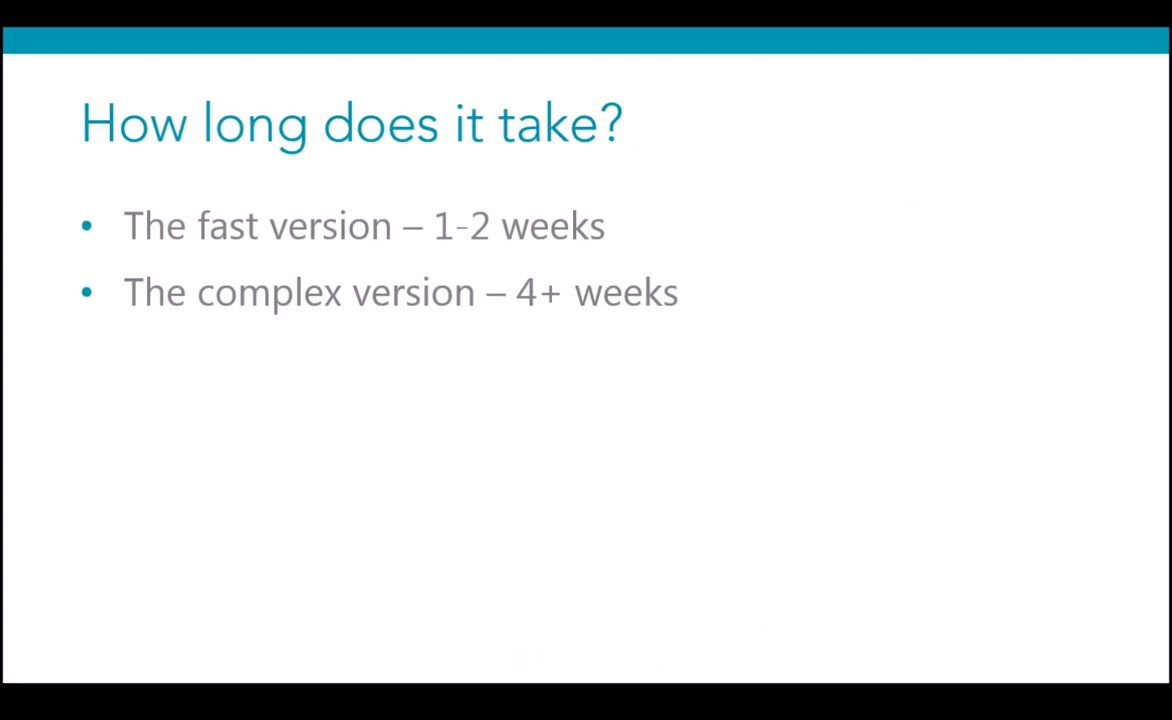 How long does it take?
• The fast version – 1-2 weeks
• The complex version – 4+ weeks